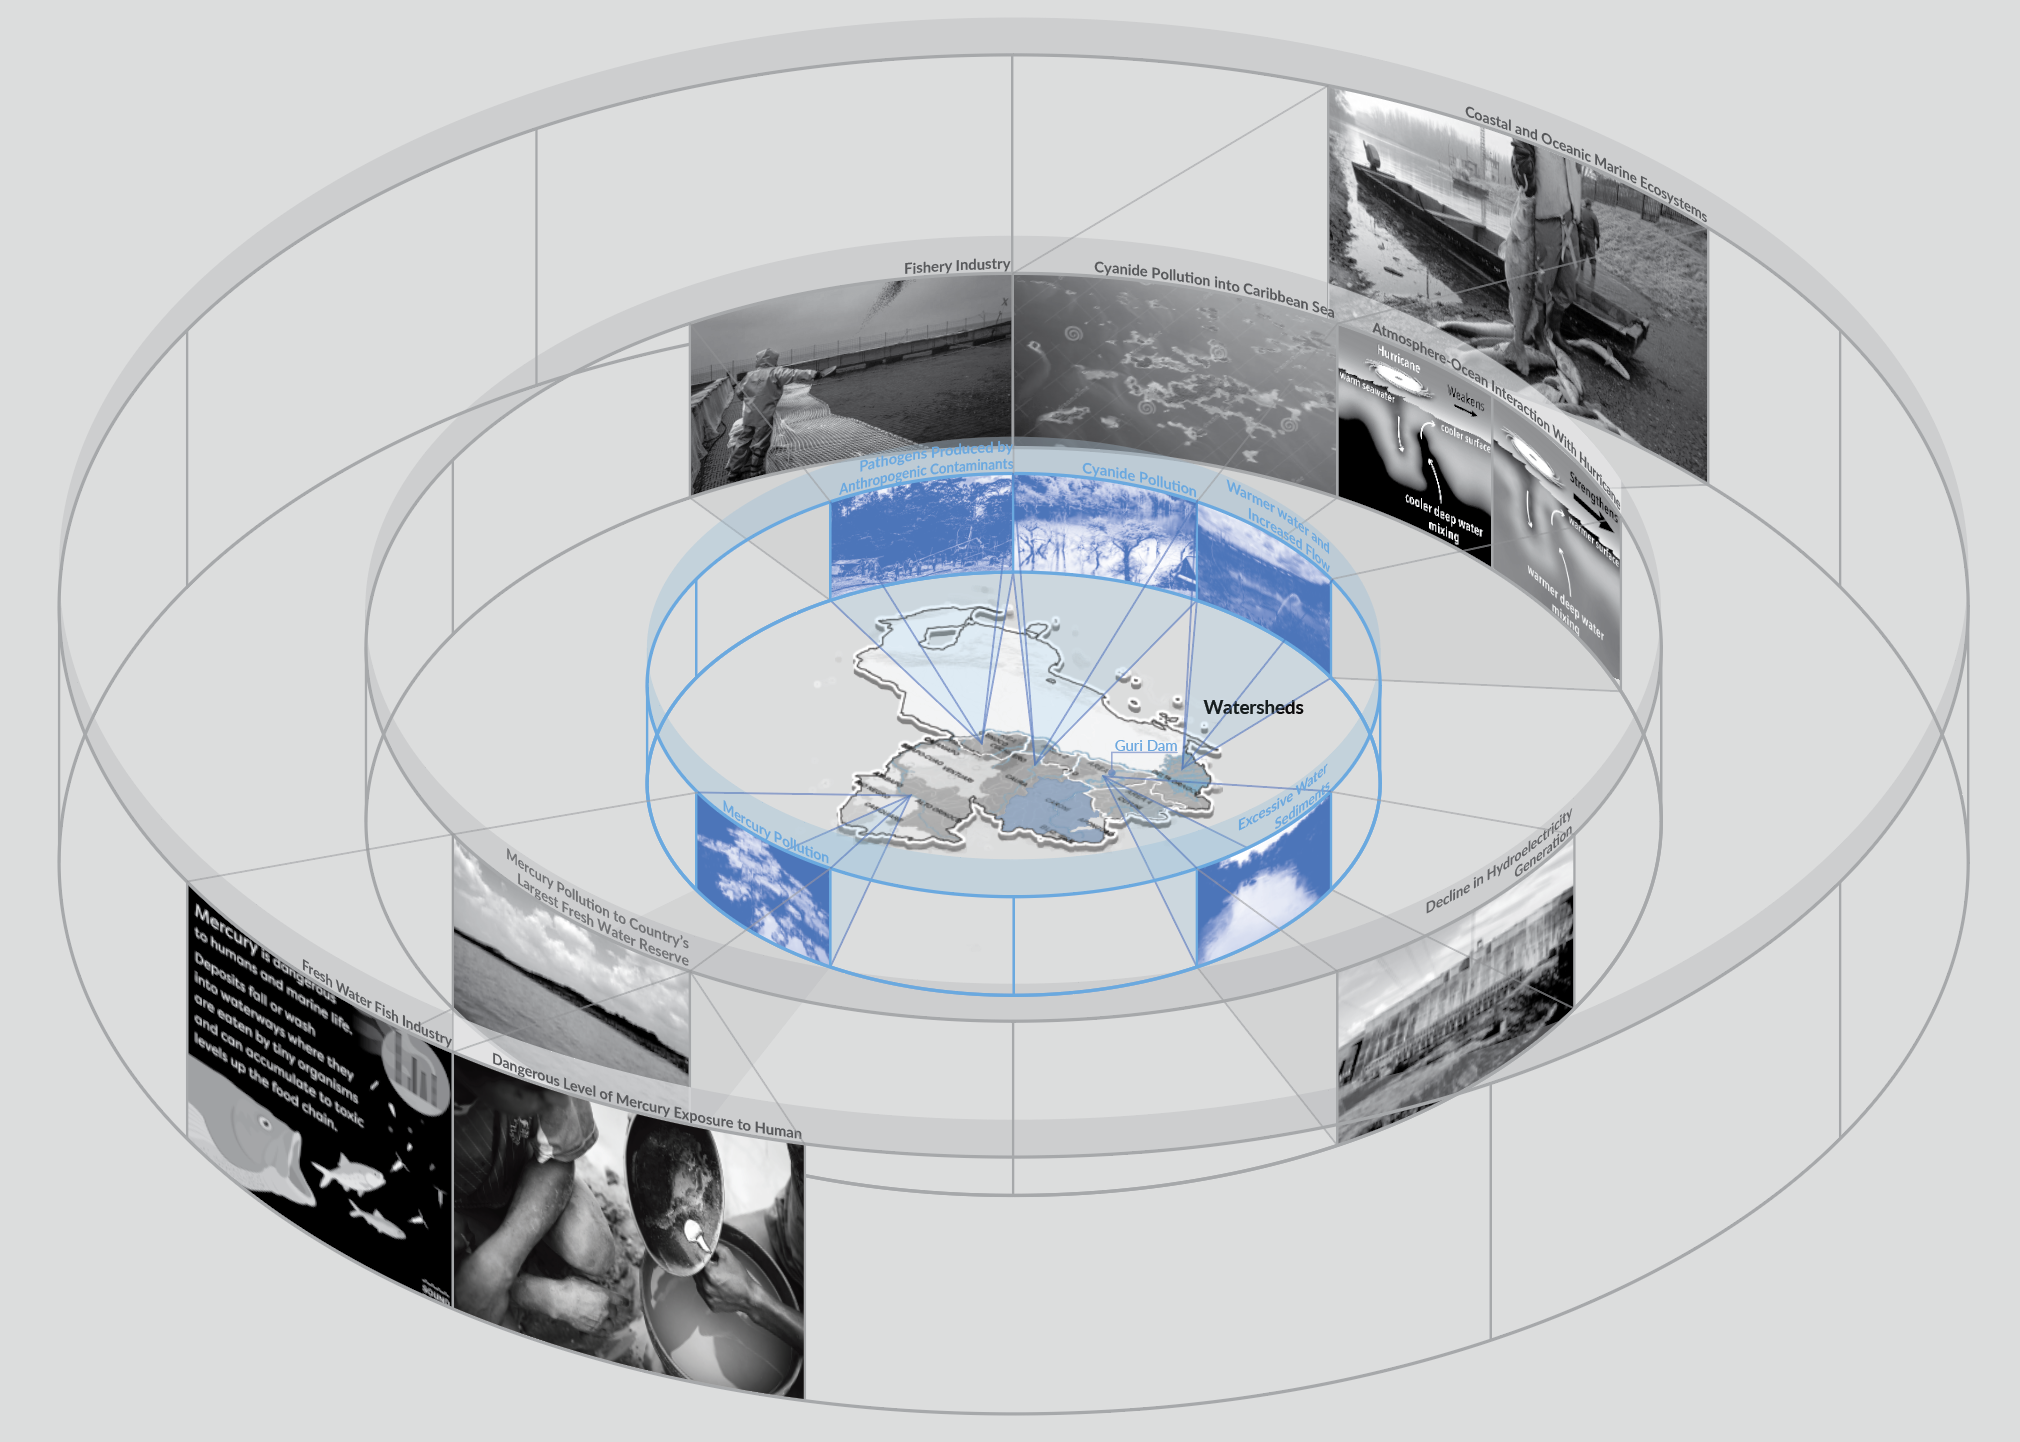 Coastal and Oceanic Marine Ecosystems
Fishery Industry
Cyanide Pollution into Caribbean Sea
Atmosphere-Ocean Interaction With Hurricane
Hurricane
warm seawater
Weakens
cooler surface
cooler deep water
mixing
Strengthens
warmer surface
warmer deep water
mixing
Pathogens Produced by
Anthropogenic Contaminants
Cyanide Pollution
Warmer water and
Increased Flow
Watersheds
Guri Dam
CAURA
CARONI
ALTO ORINOCO
Mercury Pollution
Excessive Water
Sediments
Mercury Pollution to Country's
Largest Fresh Water Reserve
Decline in Hydroelectricity
Generation
Fresh Water Fish Industry
Mercury is dangerous
to humans and marine life.
Deposits fall or wash
into waterways where they
are eaten by tiny organisms
and can accumulate to toxic
levels up the food chain.
SOUND
Dangerous Level of Mercury Exposure to Human